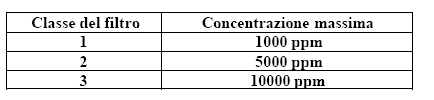 Classe del filtro Concentrazione massima
1 1000 ppm
2 5000 ppm
3 10000 ppm